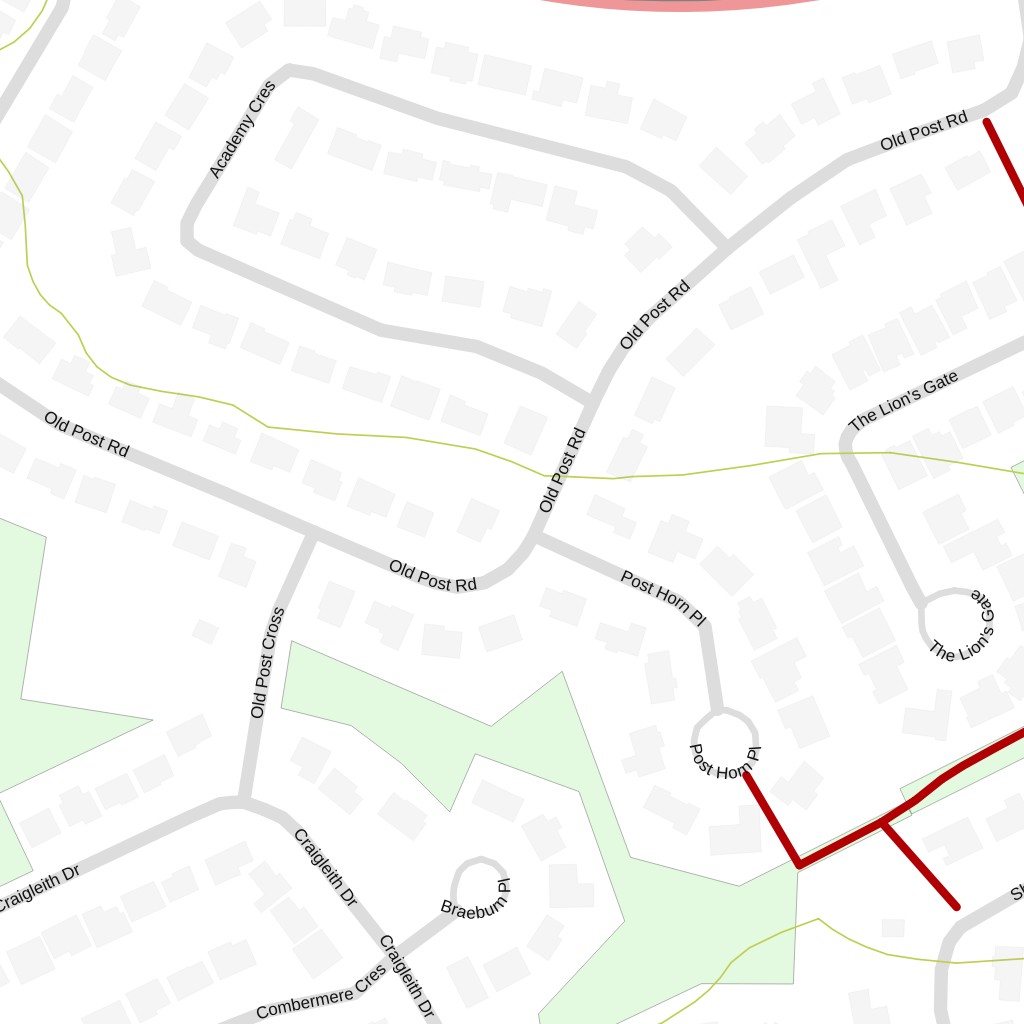 Academy Cres
Old Post Rd
Old Post Rd
The Lion's Gate
Old Post Rd
Old Post Rd
Old Post Rd
Post Horn Pl
The Lion's Gate
Old Post Cross
Post Horn Pl
Craigleith Dr
Craigleith Dr
Braeburn Pl
Craigleith Dr
Combermere Cres